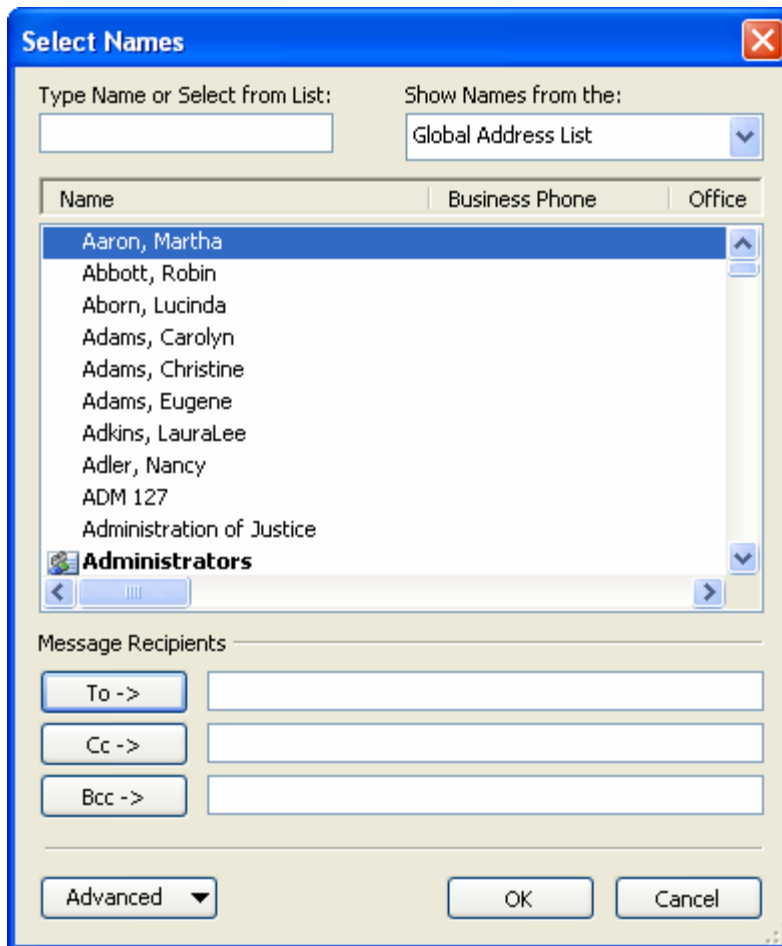 Select Names
Type Name or Select from List: Show Names from the:
Global Address List
Name Business Phone Office
Aaron, Martha
Abbott, Robin
Aborn, Lucinda
Adams, Carolyn
Adams, Christine
Adams, Eugene
Adkins, LauraLee
Adler, Nancy
ADM 127
Administration of Justice
Administrators
Message Recipients
To ->
Cc ->
Bcc ->
Advanced OK Cancel